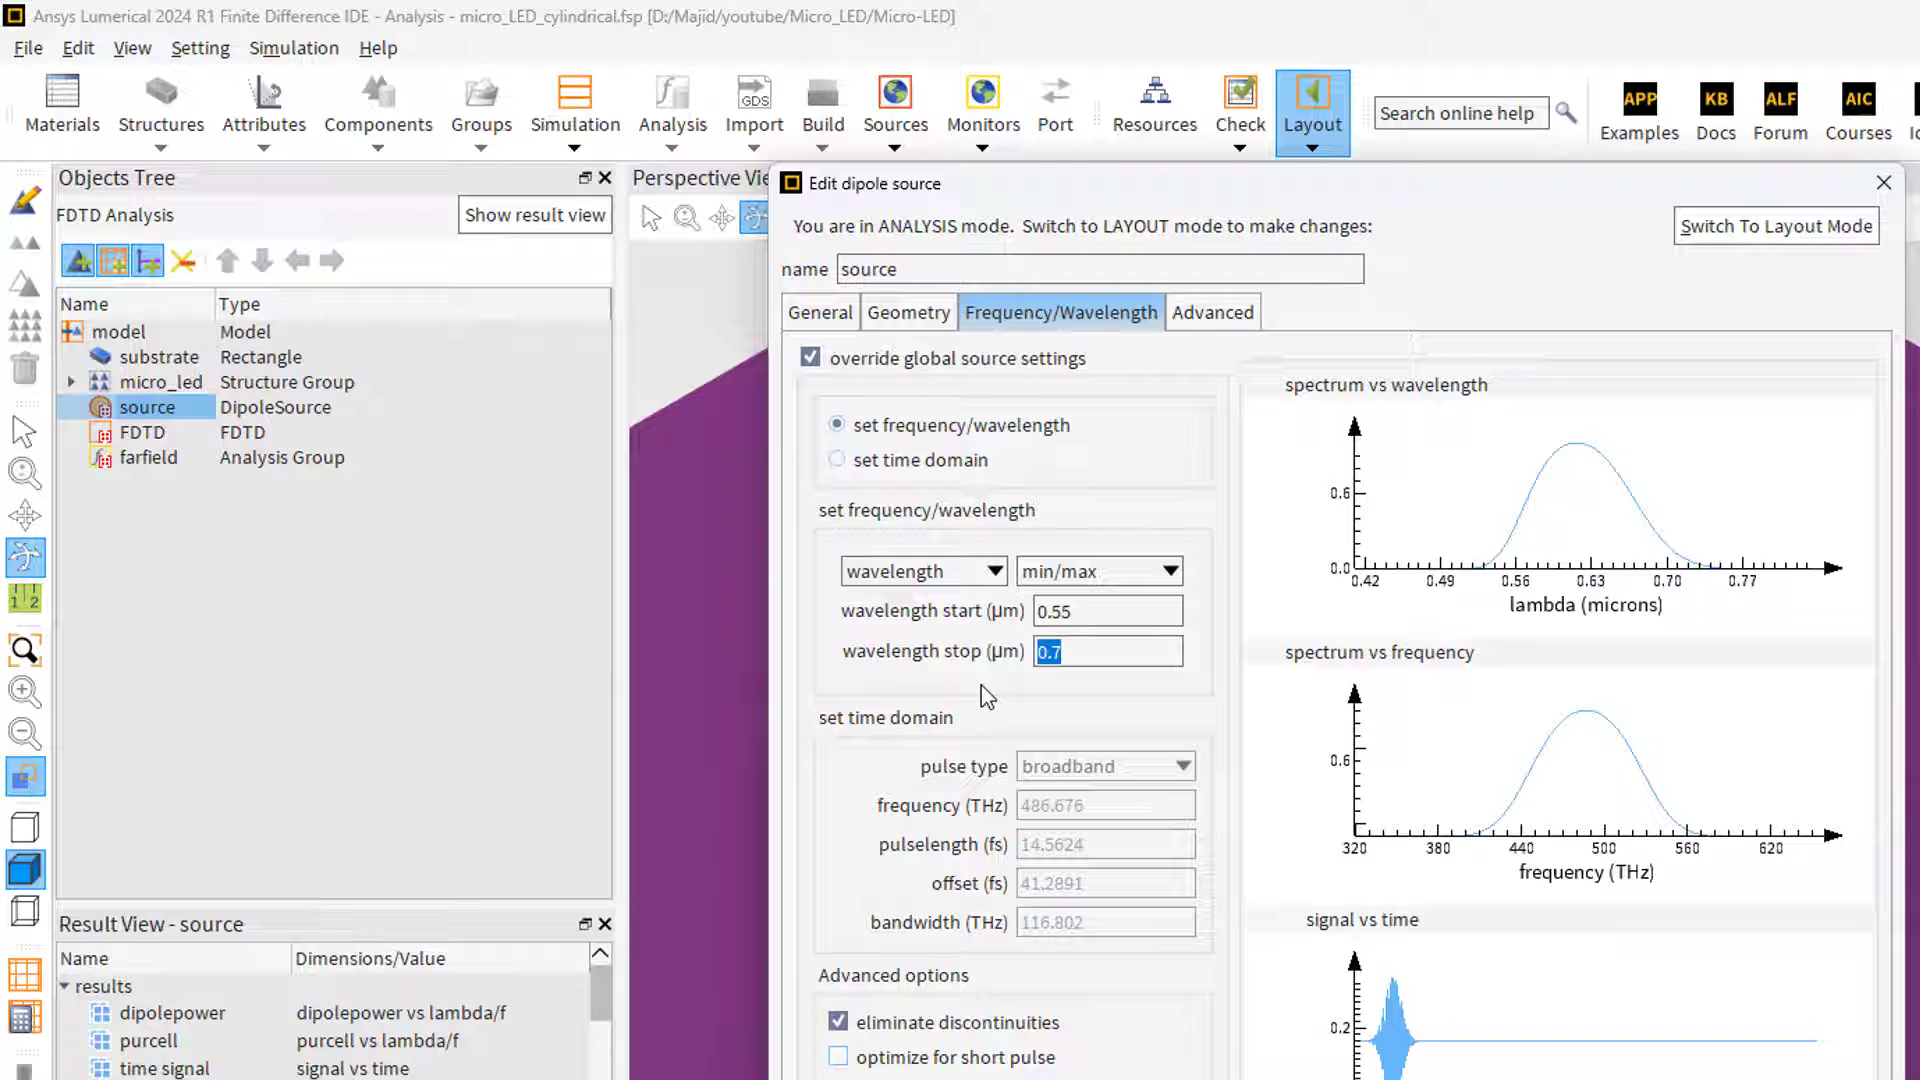 Ansys Lumerical 2024 R1 Finite Difference IDE - Analysis - micro_LED_cylindrical.fsp [D:/Majid/youtube/Micro_LED/Micro-LED]
File Edit View Setting Simulation Help
Materials Structures Attributes Components Groups Simulation Analysis Import Build Sources Monitors Port Resources Check Layout
GDS
Search online help
APP KB ALF AIC
Examples Docs Forum Courses
Objects Tree
FDTD Analysis
Show result view
Name Type
model Model
substrate Rectangle
micro_led Structure Group
source DipoleSource
FDTD FDTD
farfield Analysis Group
1 2
Result View - source
Name Dimensions/Value
results
dipolepower dipolepower vs lambda/f
purcell purcell vs lambda/f
time signal signal vs time
Perspective Vie
Edit dipole source
You are in ANALYSIS mode. Switch to LAYOUT mode to make changes:
Switch To Layout Mode
name source
General Geometry Frequency/Wavelength Advanced
override global source settings
set frequency/wavelength
set time domain
set frequency/wavelength
wavelength min/max
wavelength start (µm) 0.55
wavelength stop (µm) 0.7
set time domain
pulse type broadband
frequency (THz) 486.676
pulselength (fs) 14.5624
offset (fs) 41.2891
bandwidth (THz) 116.802
Advanced options
eliminate discontinuities
optimize for short pulse
spectrum vs wavelength
0.6
0.0
0.42 0.49 0.56 0.63 0.70 0.77
lambda (microns)
spectrum vs frequency
0.6
320 380 440 500 560 620
frequency (THz)
signal vs time
0.2